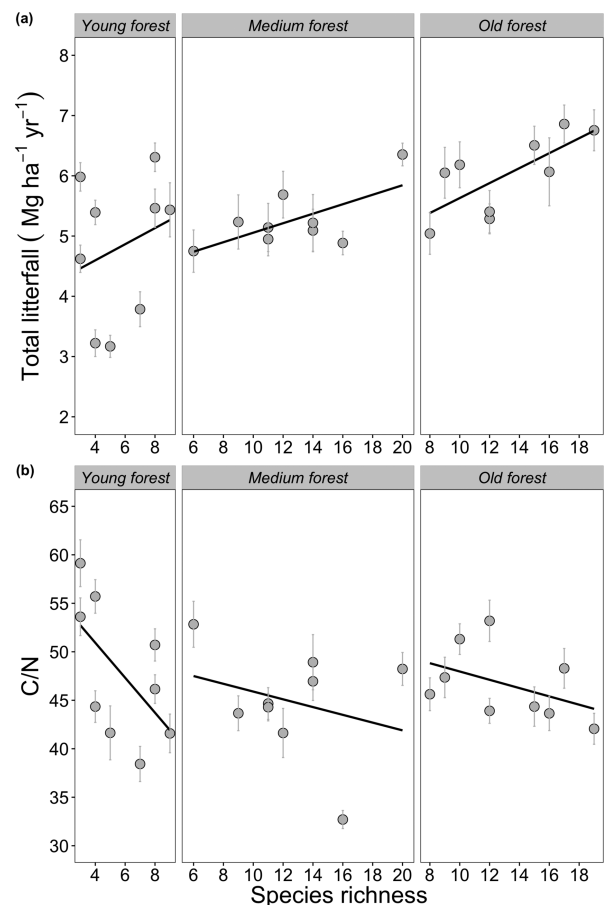 (a)
Young forest Medium forest Old forest
8
7
6
5
4
3
2
Total litterfall ( Mg ha⁻¹ yr⁻¹)
4 6 8 6 8 10 12 14 16 18 20 8 10 12 14 16 18
(b)
Young forest Medium forest Old forest
65
60
55
50
45
40
35
30
C/N
4 6 8 6 8 10 12 14 16 18 20 8 10 12 14 16 18
Species richness